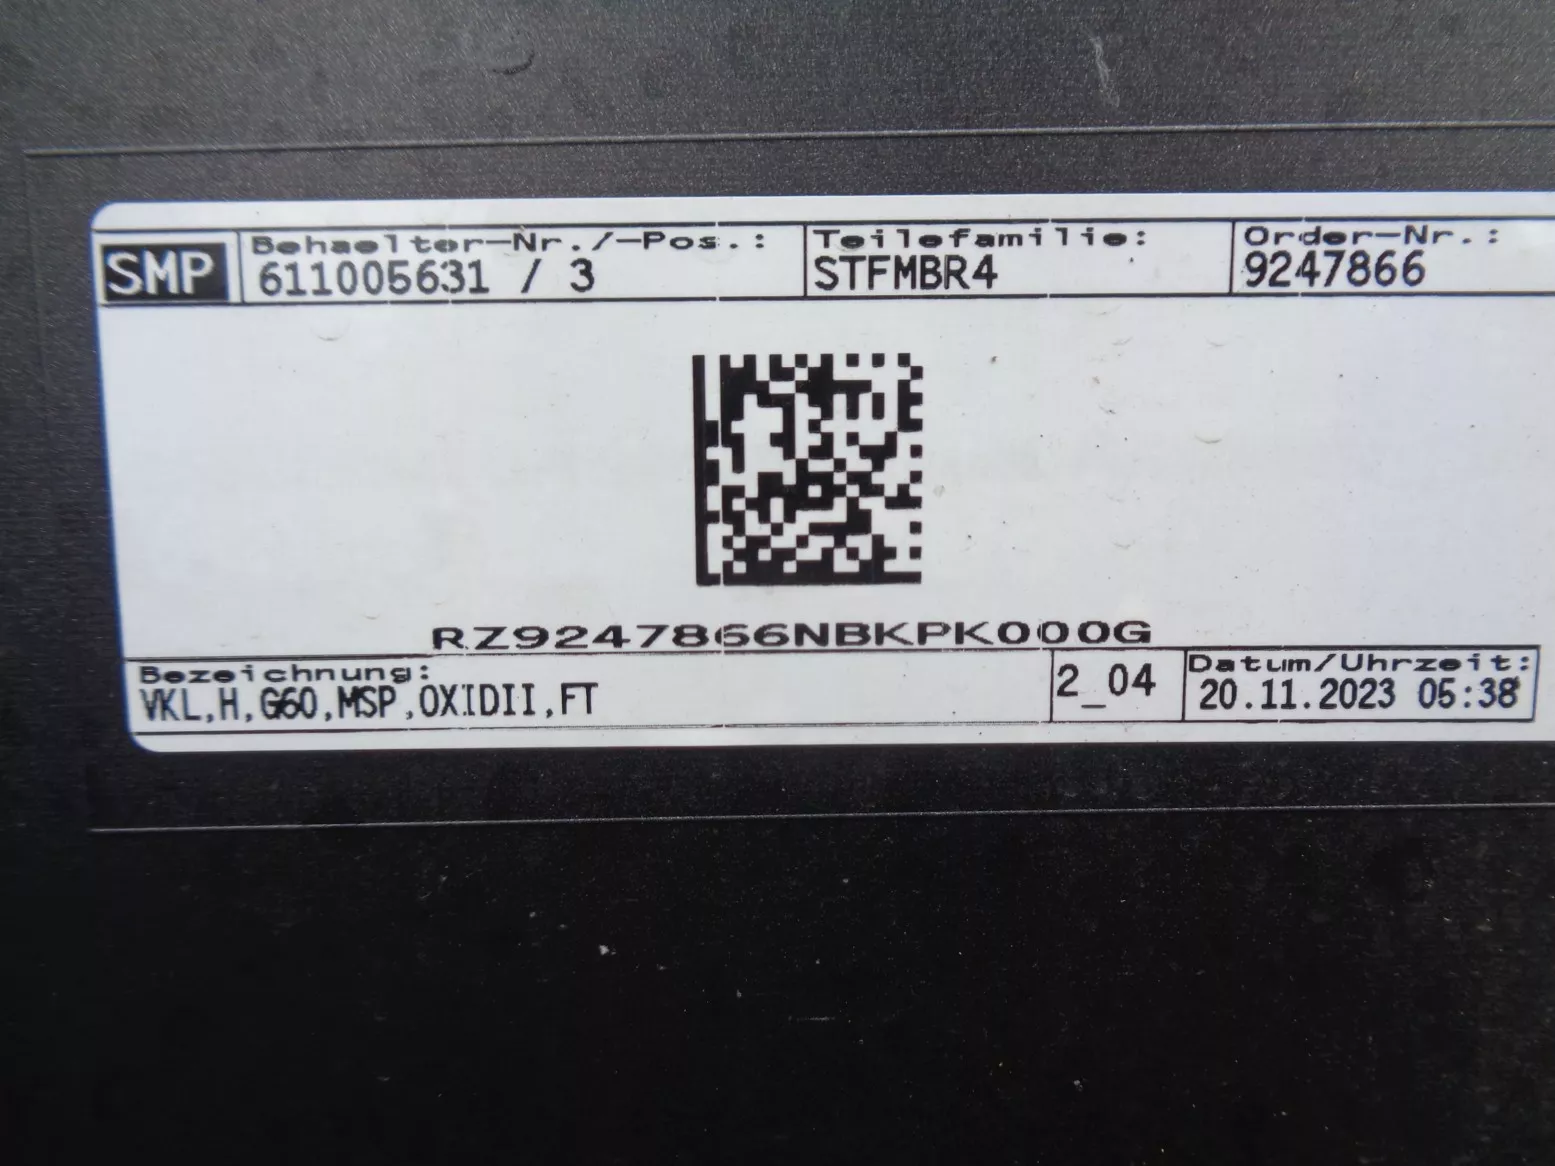 SMP
Behaelter-Nr./-Pos.: Teilefamilie: Order-Nr.:
611005631 / 3 STFMBR4 9247866
RZ9247866NBKPK000G
Bezeichnung: 2_04 Datum/Uhrzeit:
VKL,H,G60,MSP,OXIDII,FT 20.11.2023 05:38